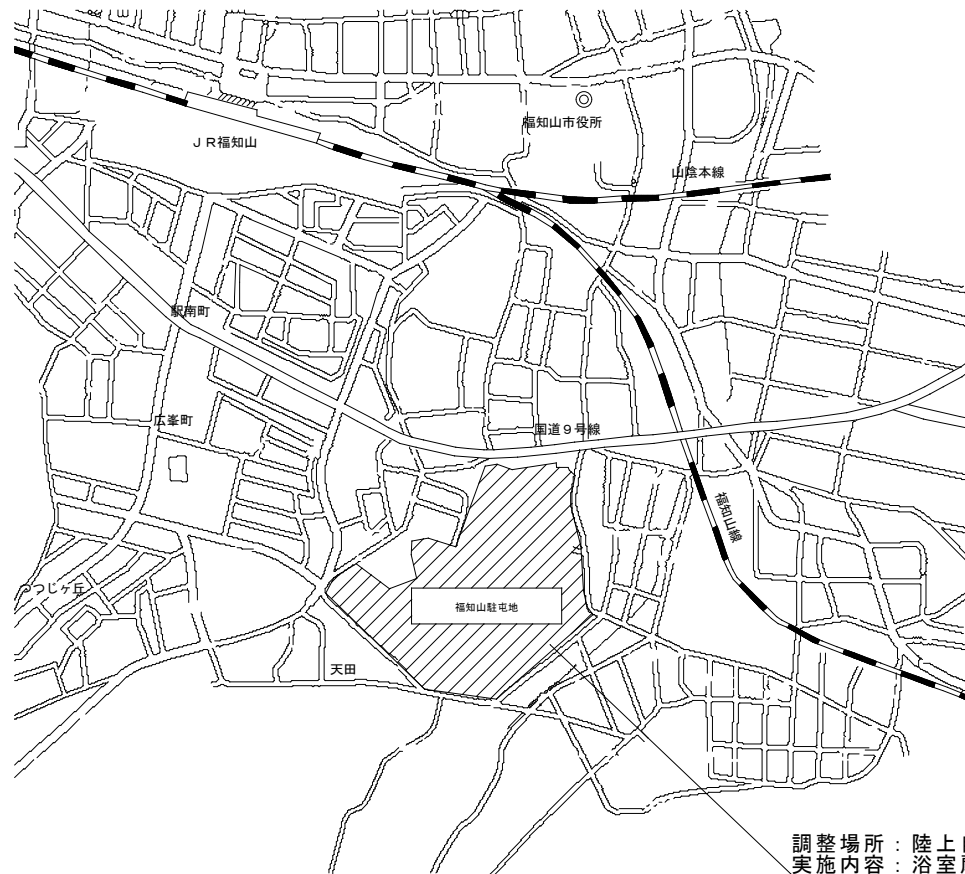 福知山市役所
ＪＲ福知山
山陰本線
駅南町
広峯町
国道９号線
福知山線
つつじヶ丘
福知山駐屯地
天田
調整場所：陸上
実施内容：浴室